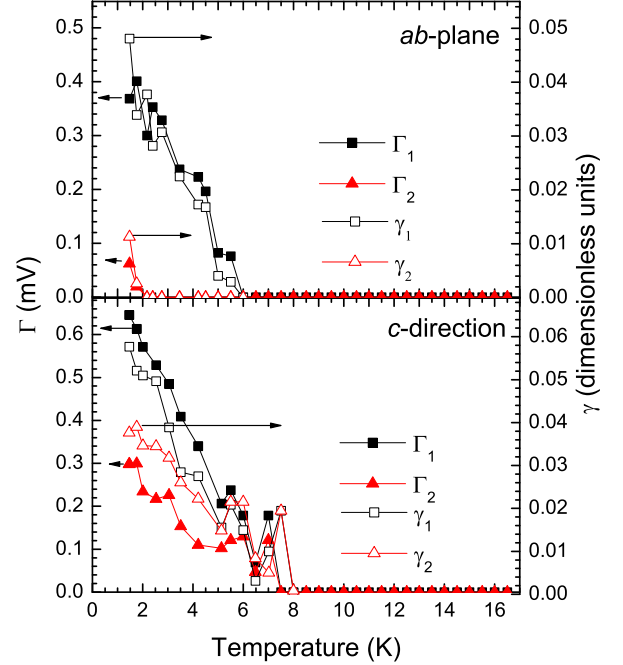 ab-plane
0.5
0.4
0.3
0.2
0.1
0.0
0.05
0.04
0.03
0.02
0.01
0.00
Γ1
Γ2
γ1
γ2
c-direction
0.6
0.5
0.4
0.3
0.2
0.1
0.0
0.06
0.05
0.04
0.03
0.02
0.01
0.00
Γ1
Γ2
γ1
γ2
Γ (mV)
γ (dimensionless units)
0 2 4 6 8 10 12 14 16
Temperature (K)